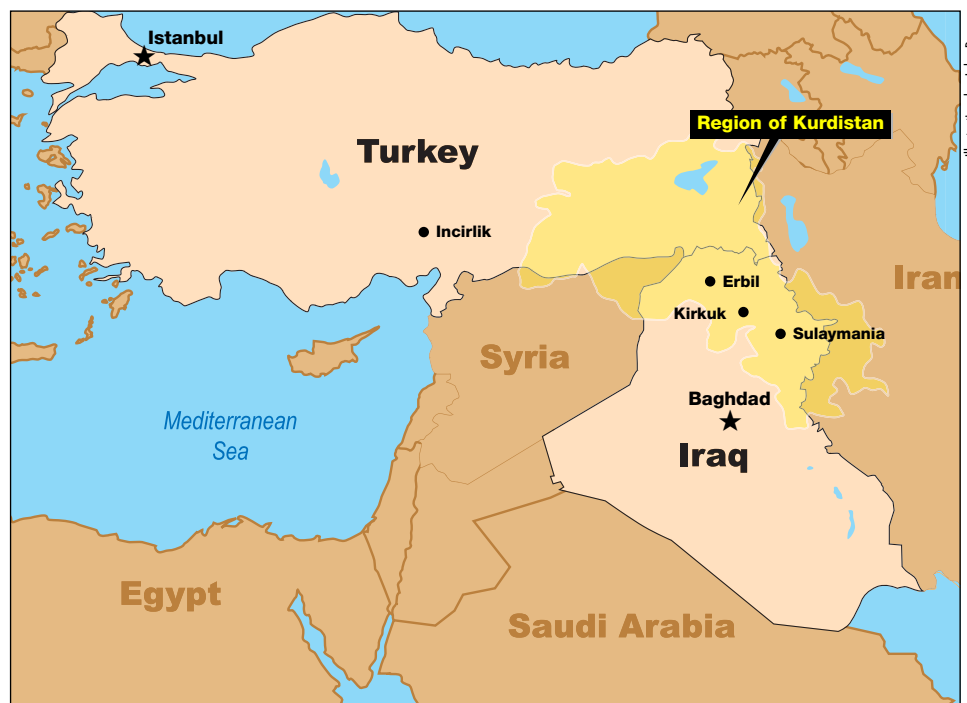 Istanbul
Region of Kurdistan
Turkey
Incirlik
Iran
Erbil
Kirkuk
Sulaymania
Syria
Baghdad
Mediterranean
Sea
Iraq
Egypt
Saudi Arabia